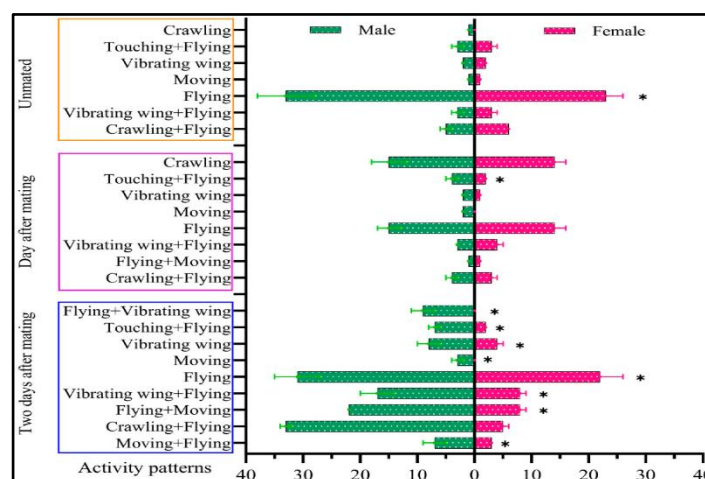 Male
Female
Unmated
Crawling
Touching+Flying
Vibrating wing
Moving
Flying
*
Vibrating wing+Flying
Crawling+Flying
Day after mating
Crawling
Touching+Flying
*
Vibrating wing
Moving
Flying
Vibrating wing+Flying
Flying+Moving
Crawling+Flying
Two days after mating
Flying+Vibrating wing
*
Touching+Flying
*
Vibrating wing
*
Moving
*
Flying
*
Vibrating wing+Flying
*
Flying+Moving
*
Crawling+Flying
Moving+Flying
*
Activity patterns
40 30 20 10 0 10 20 30 40